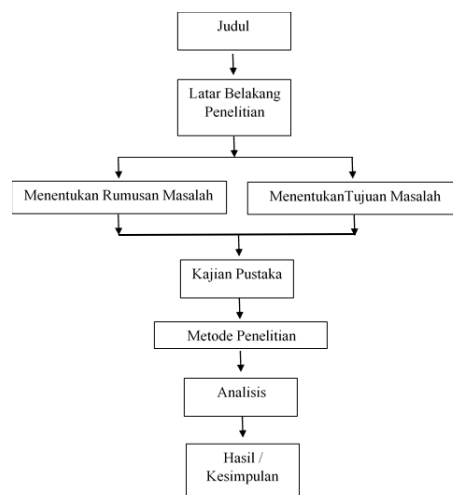 Judul
Latar Belakang
Penelitian
Menentukan Rumusan Masalah
MenentukanTujuan Masalah
Kajian Pustaka
Metode Penelitian
Analisis
Hasil /
Kesimpulan